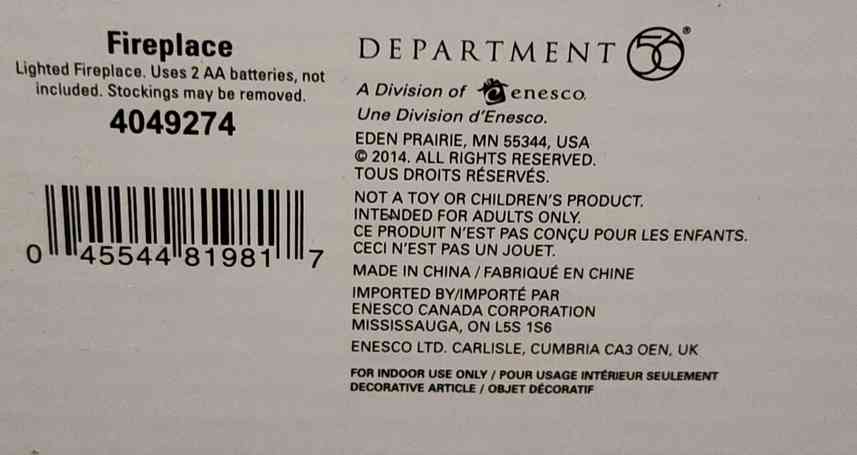 Fireplace
Lighted Fireplace. Uses 2 AA batteries, not
included. Stockings may be removed.
4049274
0 45544 81981 7
DEPARTMENT 56®
A Division of enesco.
Une Division d'Enesco.
EDEN PRAIRIE, MN 55344, USA
© 2014. ALL RIGHTS RESERVED.
TOUS DROITS RÉSERVÉS.
NOT A TOY OR CHILDREN'S PRODUCT.
INTENDED FOR ADULTS ONLY.
CE PRODUIT N'EST PAS CONÇU POUR LES ENFANTS.
CECI N'EST PAS UN JOUET.
MADE IN CHINA / FABRIQUÉ EN CHINE
IMPORTED BY/IMPORTÉ PAR
ENESCO CANADA CORPORATION
MISSISSAUGA, ON L5S 1S6
ENESCO LTD. CARLISLE, CUMBRIA CA3 OEN, UK
FOR INDOOR USE ONLY / POUR USAGE INTÉRIEUR SEULEMENT
DECORATIVE ARTICLE / OBJET DÉCORATIF